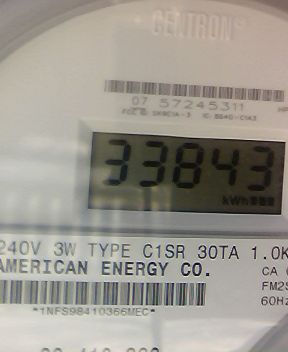 CENTRON®
07 57245311
33843
kWh
240V 3W TYPE C1SR 30TA 1.0K
AMERICAN ENERGY CO.
CA
FM2S
60Hz
*1NFS98410366MEC*